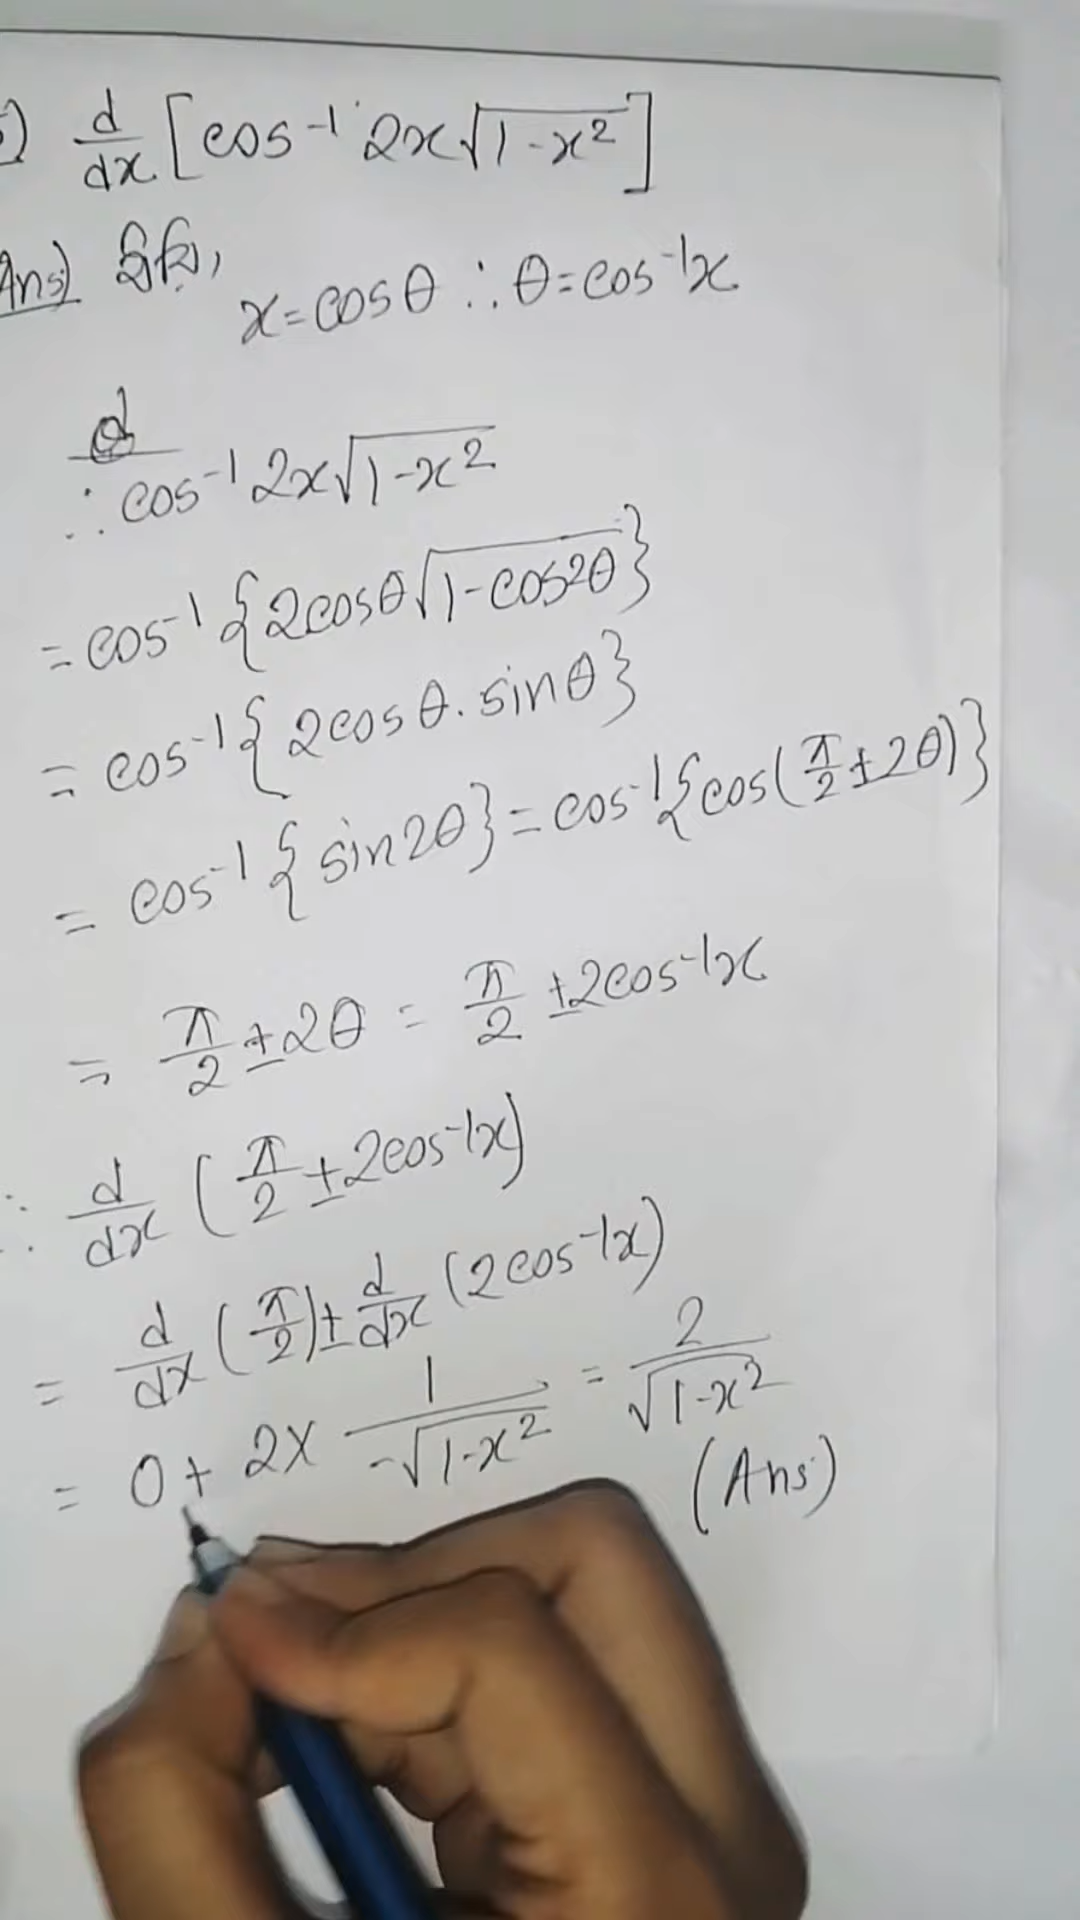 d/dx [cos⁻¹ 2x√(1-x²)]
Ans) ধরি,
x = cosθ ∴ θ = cos⁻¹x
∴ cos⁻¹ 2x√(1-x²)
= cos⁻¹ {2cosθ√(1-cos2θ)}
= cos⁻¹ {2cosθ. sinθ}
= cos⁻¹ {sin2θ} = cos⁻¹ {cos(π/2 ± 2θ)}
= π/2 ± 2θ = π/2 ± 2cos⁻¹x
∴ d/dx (π/2 ± 2cos⁻¹x)
= d/dx (π/2) ± d/dx (2cos⁻¹x)
= 0 + 2× 1/-√(1-x²) = 2/√(1-x²)
(Ans)